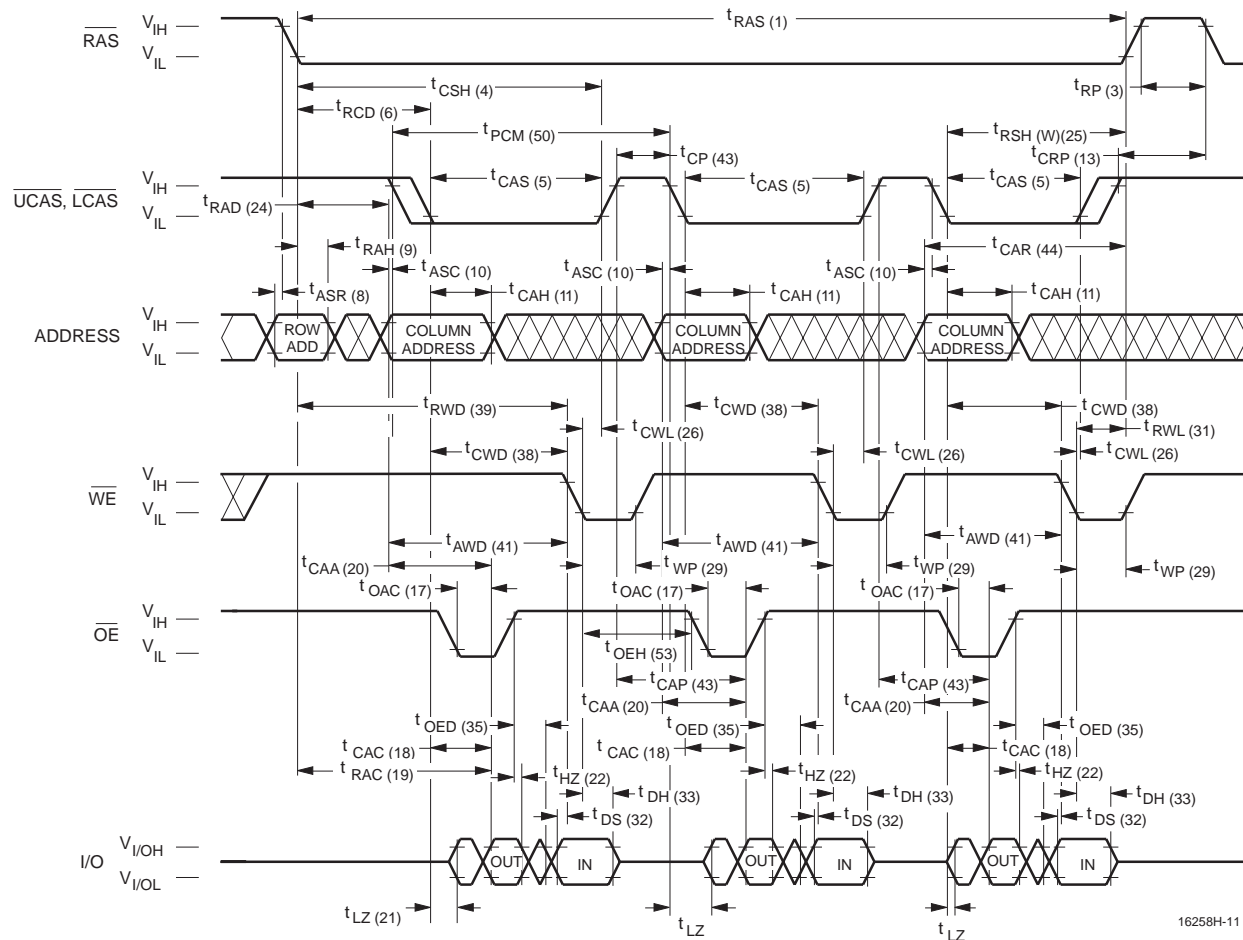 t RAS (1)
RAS
V IH
V IL
t CSH (4)
t RP (3)
t RCD (6)
t PCM (50)
t RSH (W)(25)
t CP (43)
t CRP (13)
UCAS, LCAS
V IH
V IL
t CAS (5)
t CAS (5)
t CAS (5)
t RAD (24)
t RAH (9)
t CAR (44)
t ASC (10)
t ASC (10)
t ASC (10)
t ASR (8)
t CAH (11)
t CAH (11)
t CAH (11)
ADDRESS
V IH
V IL
ROW ADD
COLUMN ADDRESS
COLUMN ADDRESS
COLUMN ADDRESS
t RWD (39)
t CWD (38)
t CWD (38)
t CWL (26)
t RWL (31)
t CWD (38)
t CWL (26)
t CWL (26)
WE
V IH
V IL
t AWD (41)
t AWD (41)
t AWD (41)
t CAA (20)
t WP (29)
t WP (29)
t WP (29)
t OAC (17)
t OAC (17)
t OAC (17)
OE
V IH
V IL
t OEH (53)
t CAP (43)
t CAP (43)
t CAA (20)
t CAA (20)
t OED (35)
t OED (35)
t OED (35)
t CAC (18)
t CAC (18)
t CAC (18)
t RAC (19)
t HZ (22)
t HZ (22)
t HZ (22)
t DH (33)
t DH (33)
t DH (33)
t DS (32)
t DS (32)
t DS (32)
I/O
V I/OH
V I/OL
OUT
IN
OUT
IN
OUT
IN
t LZ (21)
t LZ
t LZ
16258H-11